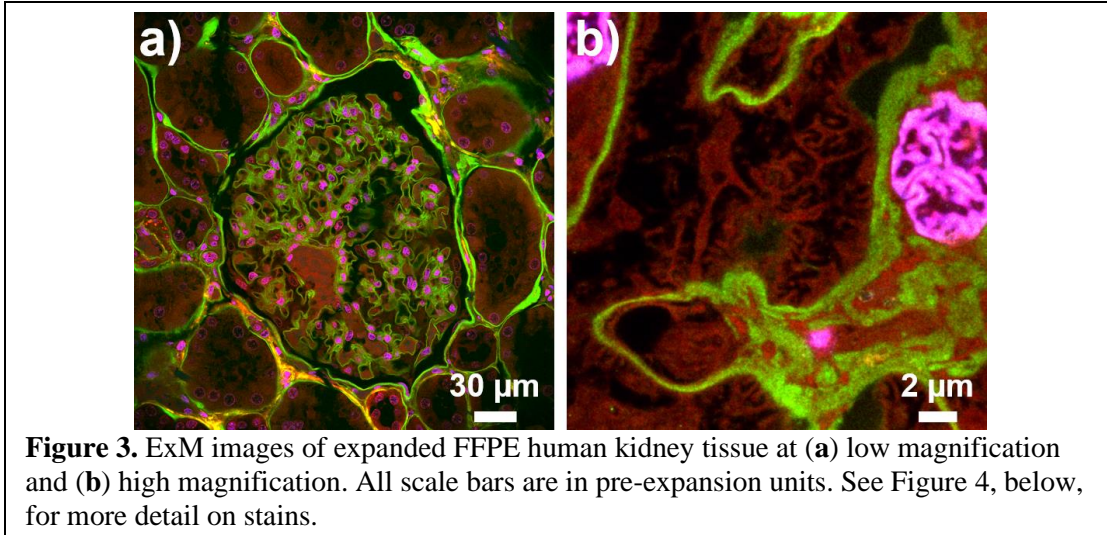 a)
b)
30 µm
2 µm
Figure 3. ExM images of expanded FFPE human kidney tissue at (a) low magnification
and (b) high magnification. All scale bars are in pre-expansion units. See Figure 4, below,
for more detail on stains.